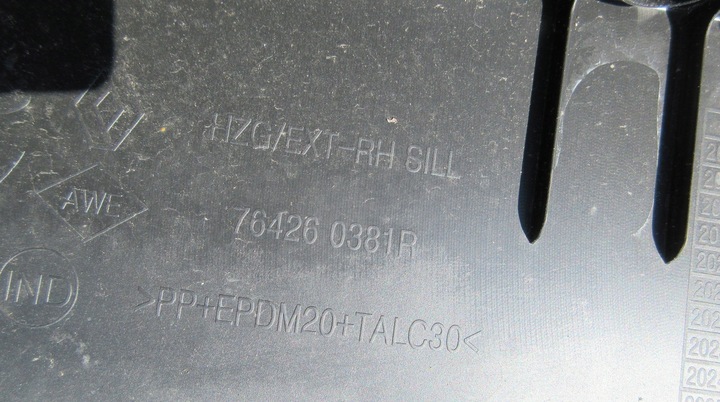 HZG/EXT-RH SILL
AWE
76426 0381R
IND
>PP+EPDM20+TALC30<